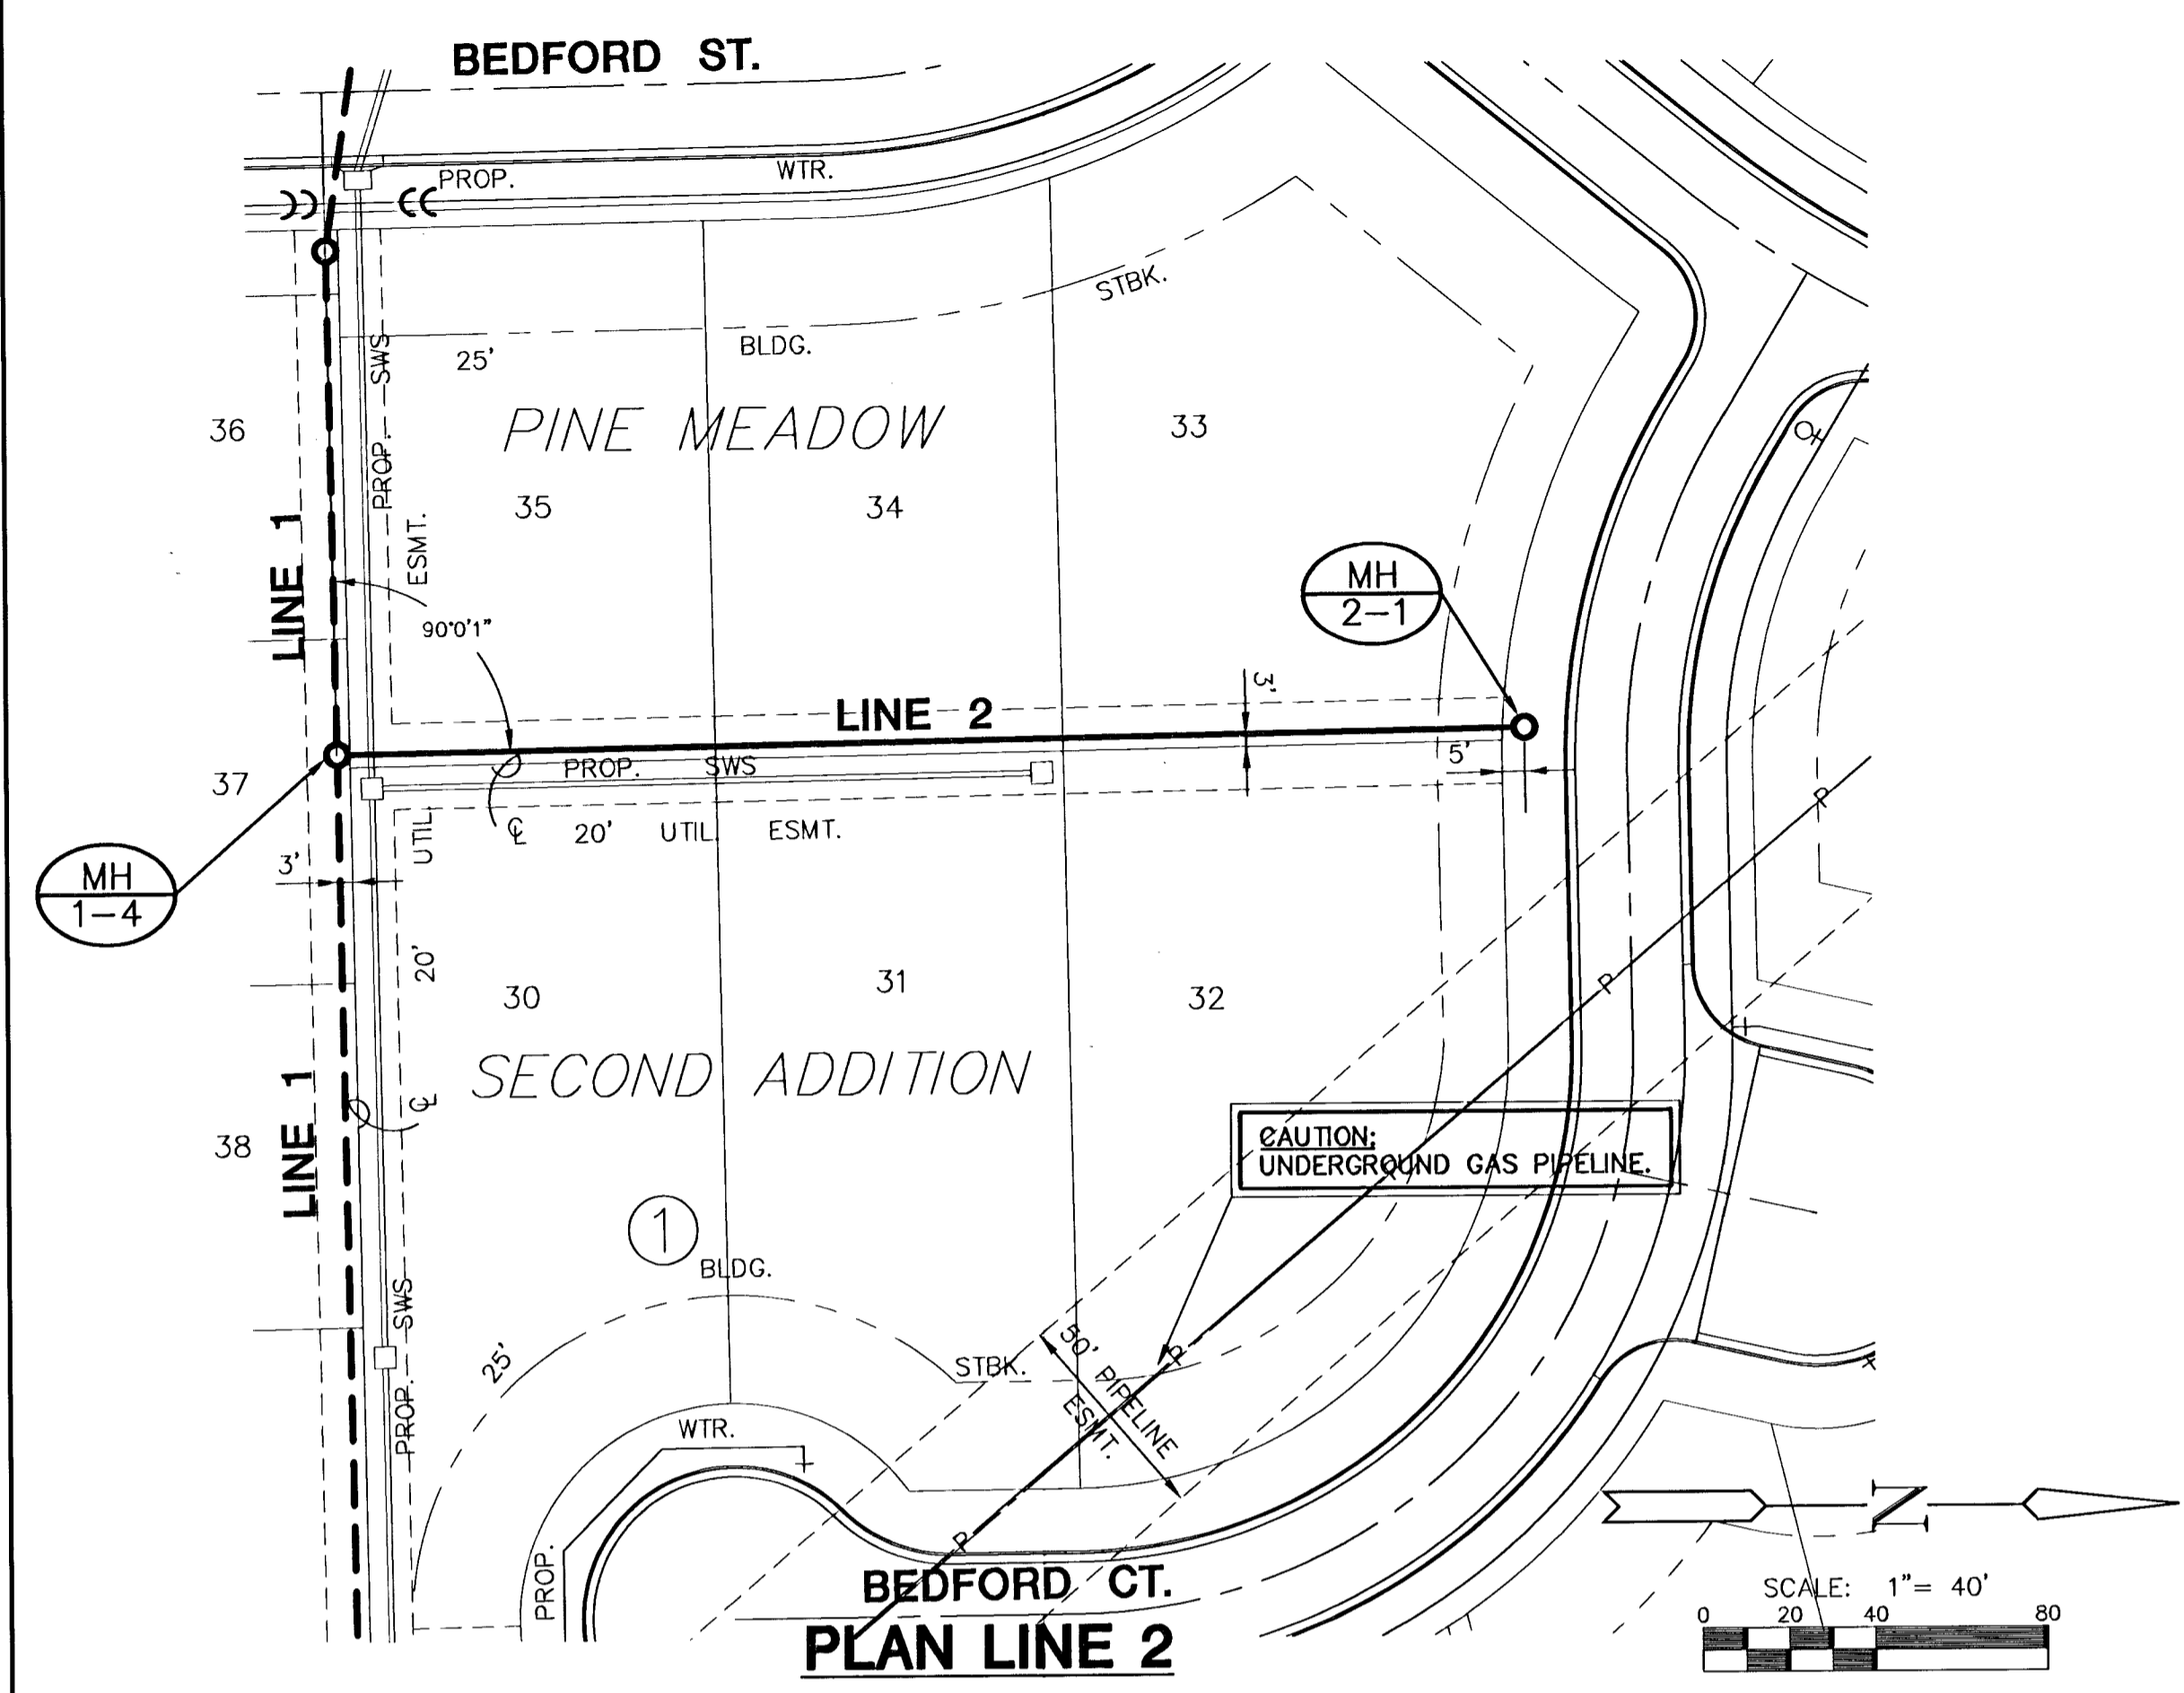 BEDFORD ST.
PROP. WTR.
STBK.
25'
BLDG.
PROP. SWS
36
PINE MEADOW
33
35
34
ESMT.
LINE 1
90°0'1"
MH
2-1
LINE 2
3'
5'
37
PROP. SWS
℄ 20' UTIL. ESMT.
UTIL.
3'
MH
1-4
20'
30
31
32
SECOND ADDITION
℄
LINE 1
38
CAUTION:
UNDERGROUND GAS PIPELINE.
P
P
P
P
P
1
BLDG.
25'
STBK.
50' PIPELINE
ESMT.
PROP. SWS
WTR.
PROP.
N
BEDFORD CT.
PLAN LINE 2
SCALE: 1"= 40'
0 20 40 80